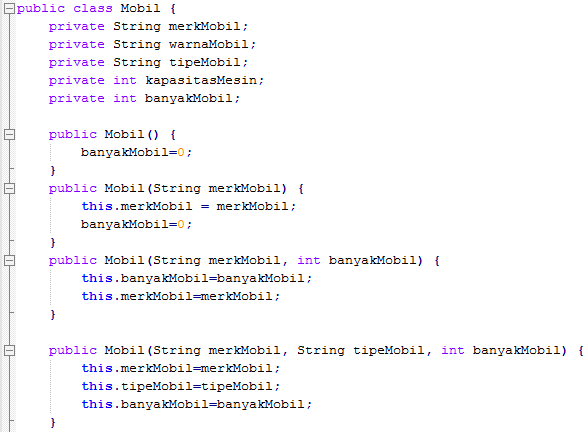 public class Mobil {
    private String merkMobil;
    private String warnaMobil;
    private String tipeMobil;
    private int kapasitasMesin;
    private int banyakMobil;

    public Mobil() {
        banyakMobil=0;
    }
    public Mobil(String merkMobil) {
        this.merkMobil = merkMobil;
        banyakMobil=0;
    }
    public Mobil(String merkMobil, int banyakMobil) {
        this.banyakMobil=banyakMobil;
        this.merkMobil=merkMobil;
    }

    public Mobil(String merkMobil, String tipeMobil, int banyakMobil) {
        this.merkMobil=merkMobil;
        this.tipeMobil=tipeMobil;
        this.banyakMobil=banyakMobil;
    }